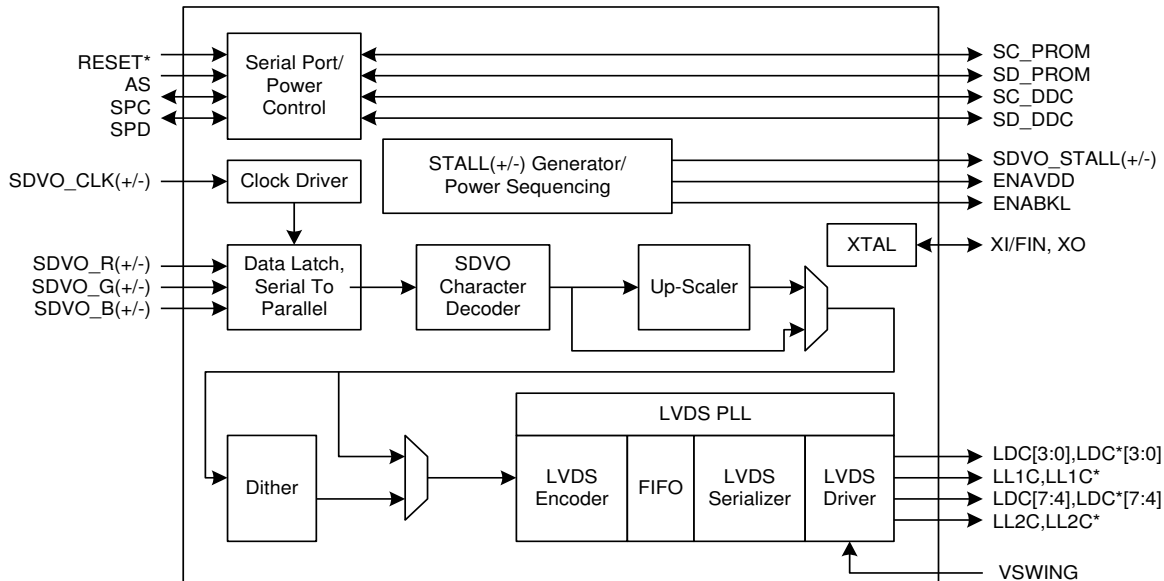 RESET*
AS
SPC
SPD
Serial Port/
Power
Control
SC_PROM
SD_PROM
SC_DDC
SD_DDC
STALL(+/-) Generator/
Power Sequencing
SDVO_STALL(+/-)
ENAVDD
ENABKL
SDVO_CLK(+/-)
Clock Driver
XTAL
XI/FIN, XO
SDVO_R(+/-)
SDVO_G(+/-)
SDVO_B(+/-)
Data Latch,
Serial To
Parallel
SDVO
Character
Decoder
Up-Scaler
LVDS PLL
Dither
LVDS
Encoder
FIFO
LVDS
Serializer
LVDS
Driver
LDC[3:0],LDC*[3:0]
LL1C,LL1C*
LDC[7:4],LDC*[7:4]
LL2C,LL2C*
VSWING